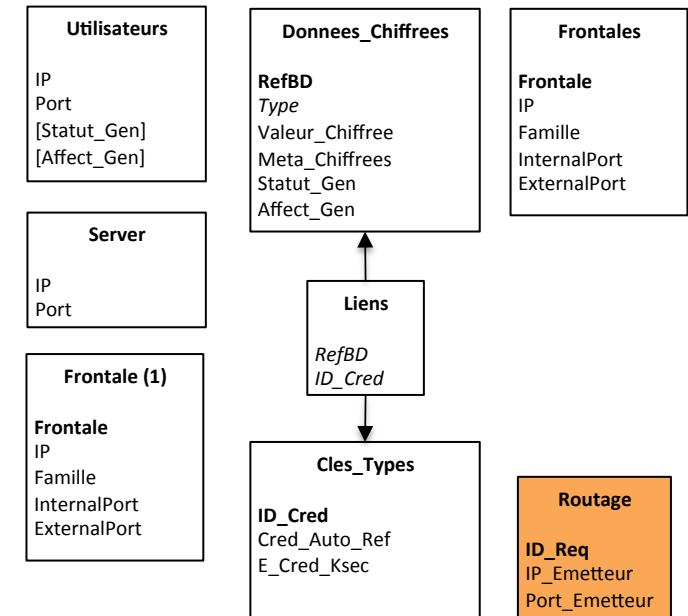 Utilisateurs
IP
Port
[Statut_Gen]
[Affect_Gen]
Donnees_Chiffrees
RefBD
Type
Valeur_Chiffree
Meta_Chiffrees
Statut_Gen
Affect_Gen
Frontales
Frontale
IP
Famille
InternalPort
ExternalPort
Server
IP
Port
Liens
RefBD
ID_Cred
Frontale (1)
Frontale
IP
Famille
InternalPort
ExternalPort
Cles_Types
ID_Cred
Cred_Auto_Ref
E_Cred_Ksec
Routage
ID_Req
IP_Emetteur
Port_Emetteur